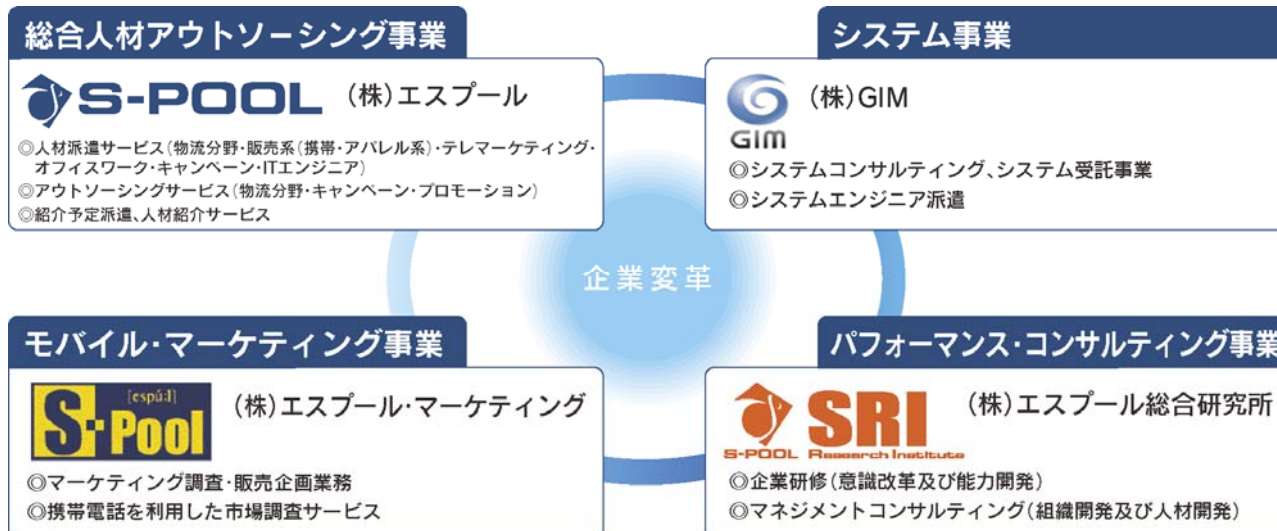 総合人材アウトソーシング事業
S-POOL
(株)エスプール
◎人材派遣サービス(物流分野・販売系(携帯・アパレル系)・テレマーケティング・
オフィスワーク・キャンペーン・ITエンジニア)
◎アウトソーシングサービス(物流分野・キャンペーン・プロモーション)
◎紹介予定派遣、人材紹介サービス
システム事業
GIM
(株)GIM
◎システムコンサルティング、システム受託事業
◎システムエンジニア派遣
企業変革
モバイル・マーケティング事業
[espú:l]
S-Pool
(株)エスプール・マーケティング
◎マーケティング調査・販売企画業務
◎携帯電話を利用した市場調査サービス
パフォーマンス・コンサルティング事業
SRI
S-POOL Research Institute
(株)エスプール総合研究所
◎企業研修(意識改革及び能力開発)
◎マネジメントコンサルティング(組織開発及び人材開発)